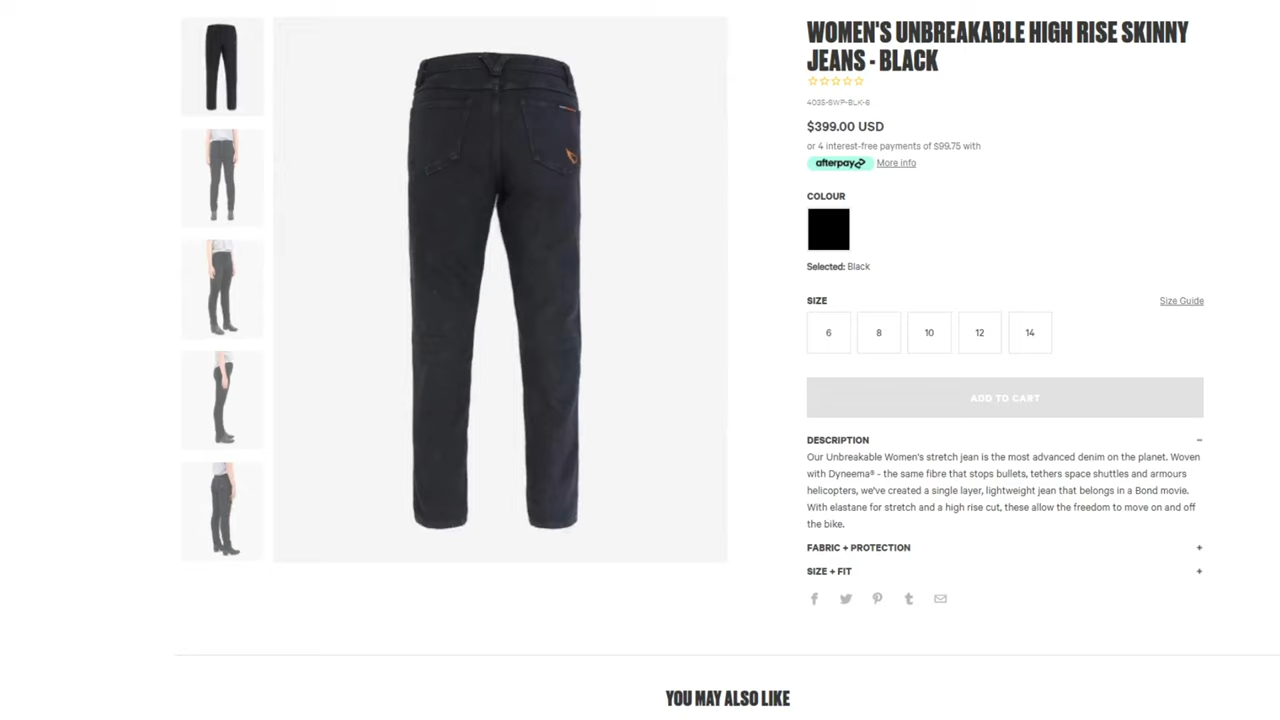 WOMEN'S UNBREAKABLE HIGH RISE SKINNY
JEANS - BLACK
4035-SWP-BLK-6
$399.00 USD
or 4 interest-free payments of $99.75 with
afterpay More info
COLOUR
Selected: Black
SIZE
Size Guide
6 8 10 12 14
ADD TO CART
DESCRIPTION
Our Unbreakable Women's stretch jean is the most advanced denim on the planet. Woven
with Dyneema® - the same fibre that stops bullets, tethers space shuttles and armours
helicopters, we've created a single layer, lightweight jean that belongs in a Bond movie.
With elastane for stretch and a high rise cut, these allow the freedom to move on and off
the bike.
FABRIC + PROTECTION +
SIZE + FIT +
YOU MAY ALSO LIKE